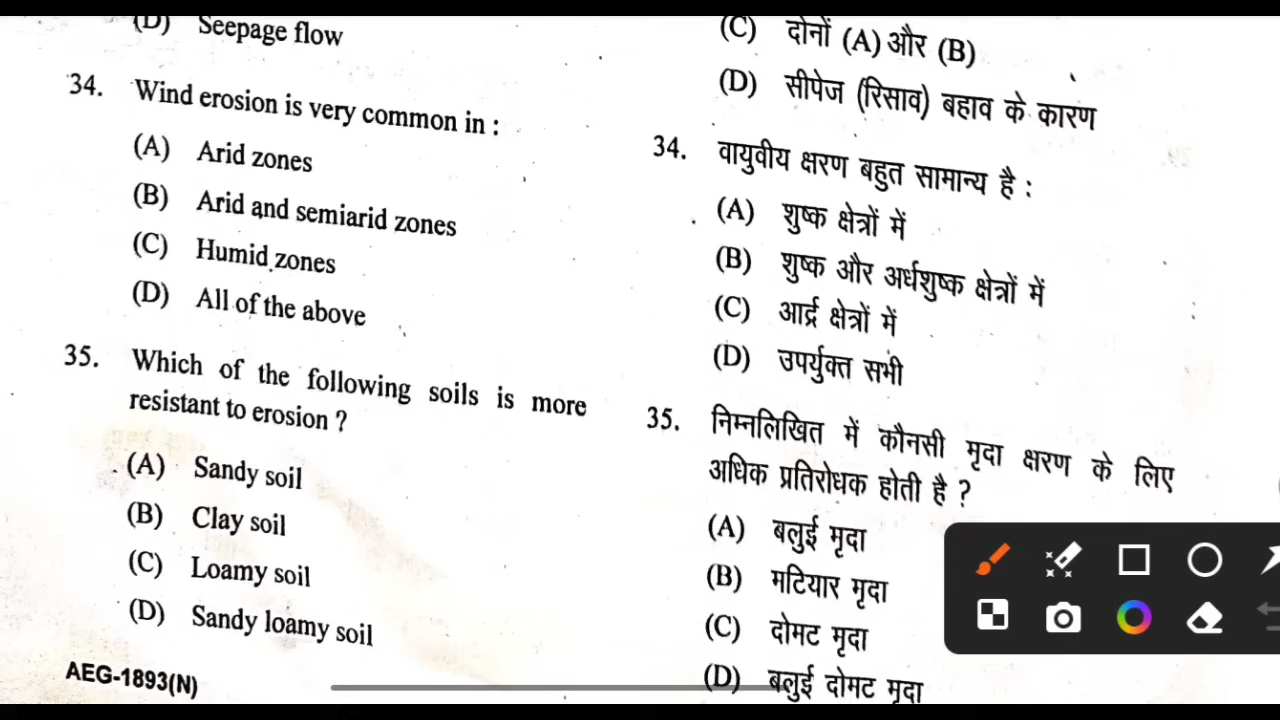 (D) Seepage flow
34. Wind erosion is very common in :
(A) Arid zones
(B) Arid and semiarid zones
(C) Humid zones
(D) All of the above
35. Which of the following soils is more
resistant to erosion ?
(A) Sandy soil
(B) Clay soil
(C) Loamy soil
(D) Sandy loamy soil
AEG-1893(N)
(C) दोनों (A) और (B)
(D) सीपेज (रिसाव) बहाव के कारण
34. वायुवीय क्षरण बहुत सामान्य है :
(A) शुष्क क्षेत्रों में
(B) शुष्क और अर्धशुष्क क्षेत्रों में
(C) आर्द्र क्षेत्रों में
(D) उपर्युक्त सभी
35. निम्नलिखित में कौनसी मृदा क्षरण के लिए
अधिक प्रतिरोधक होती है ?
(A) बलुई मृदा
(B) मटियार मृदा
(C) दोमट मृदा
(D) बलुई दोमट मृदा